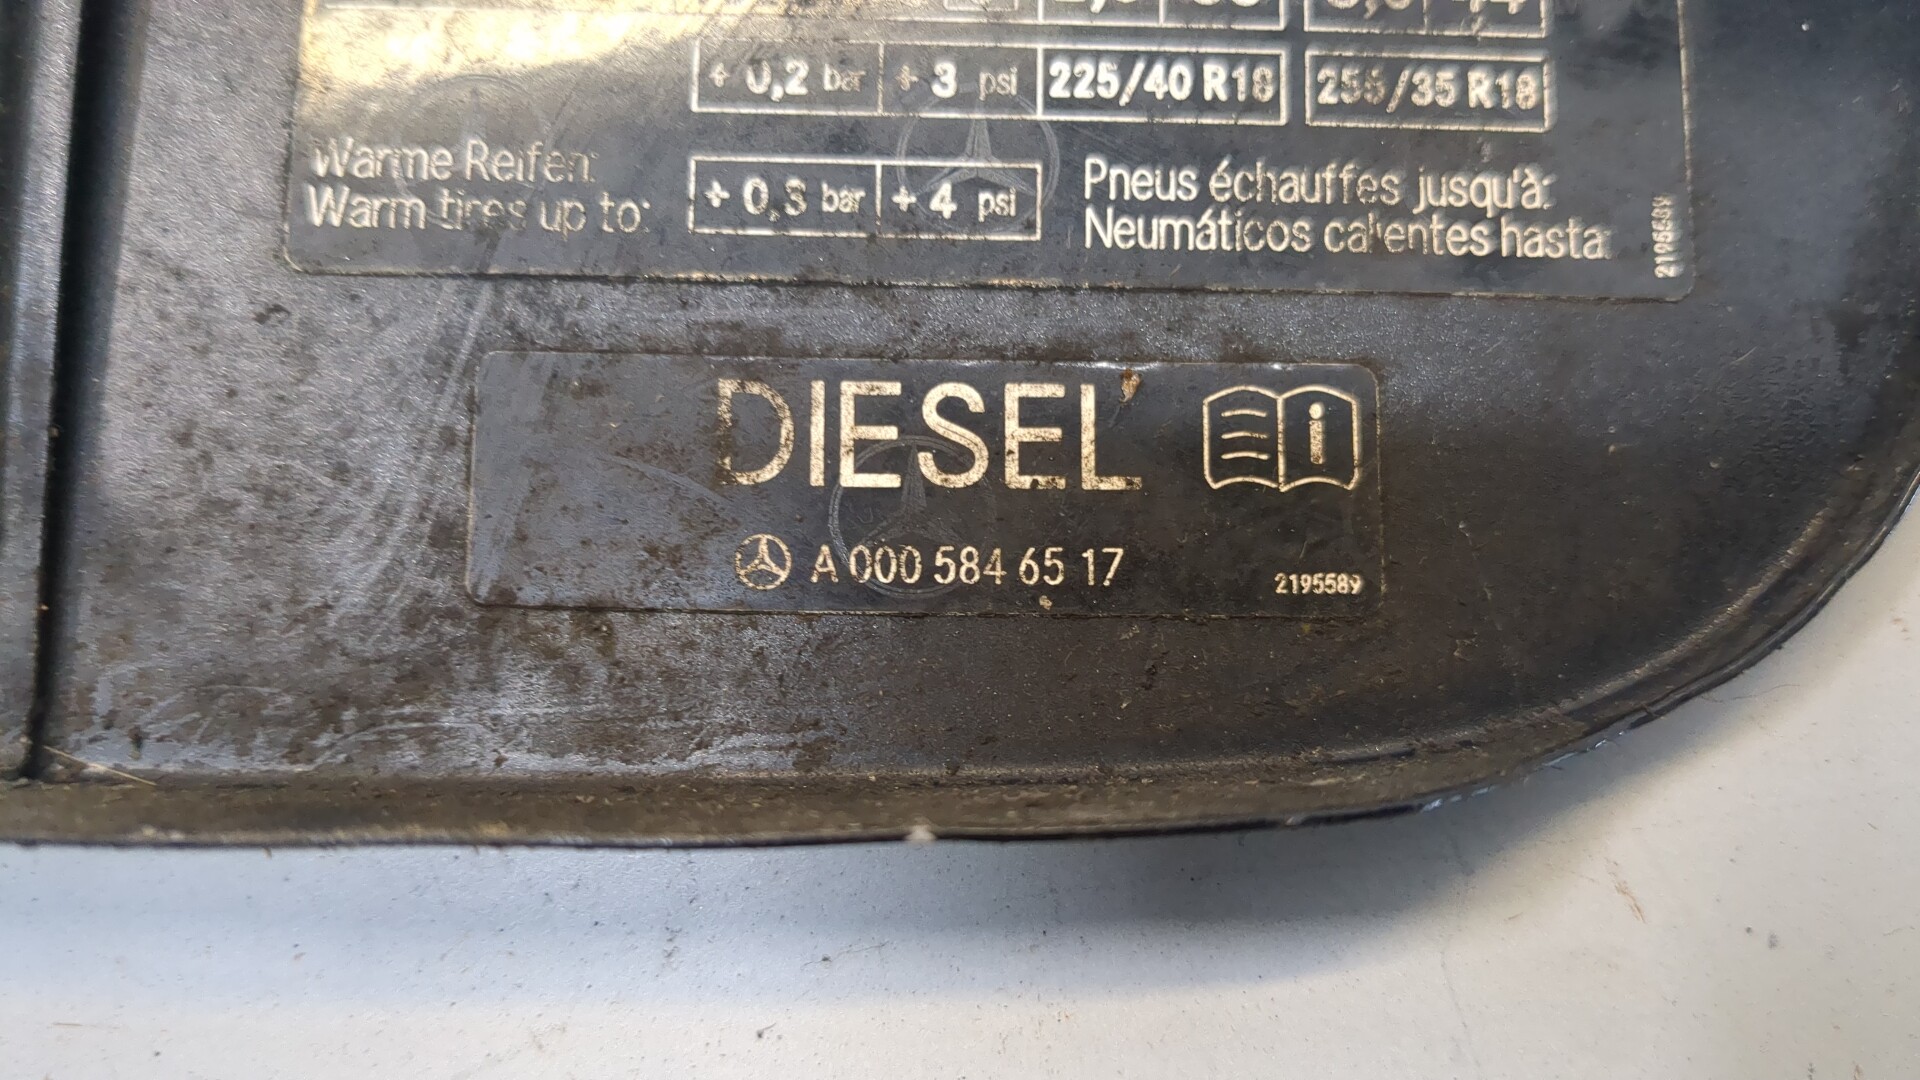 + 0,2 bar + 3 psi 225/40 R18 255/35 R18
Warme Reifen:
Warm tires up to:
+ 0,3 bar + 4 psi
Pneus échauffes jusqu'à:
Neumáticos calientes hasta:
2195589
DIESEL i
A 000 584 65 17
2195589